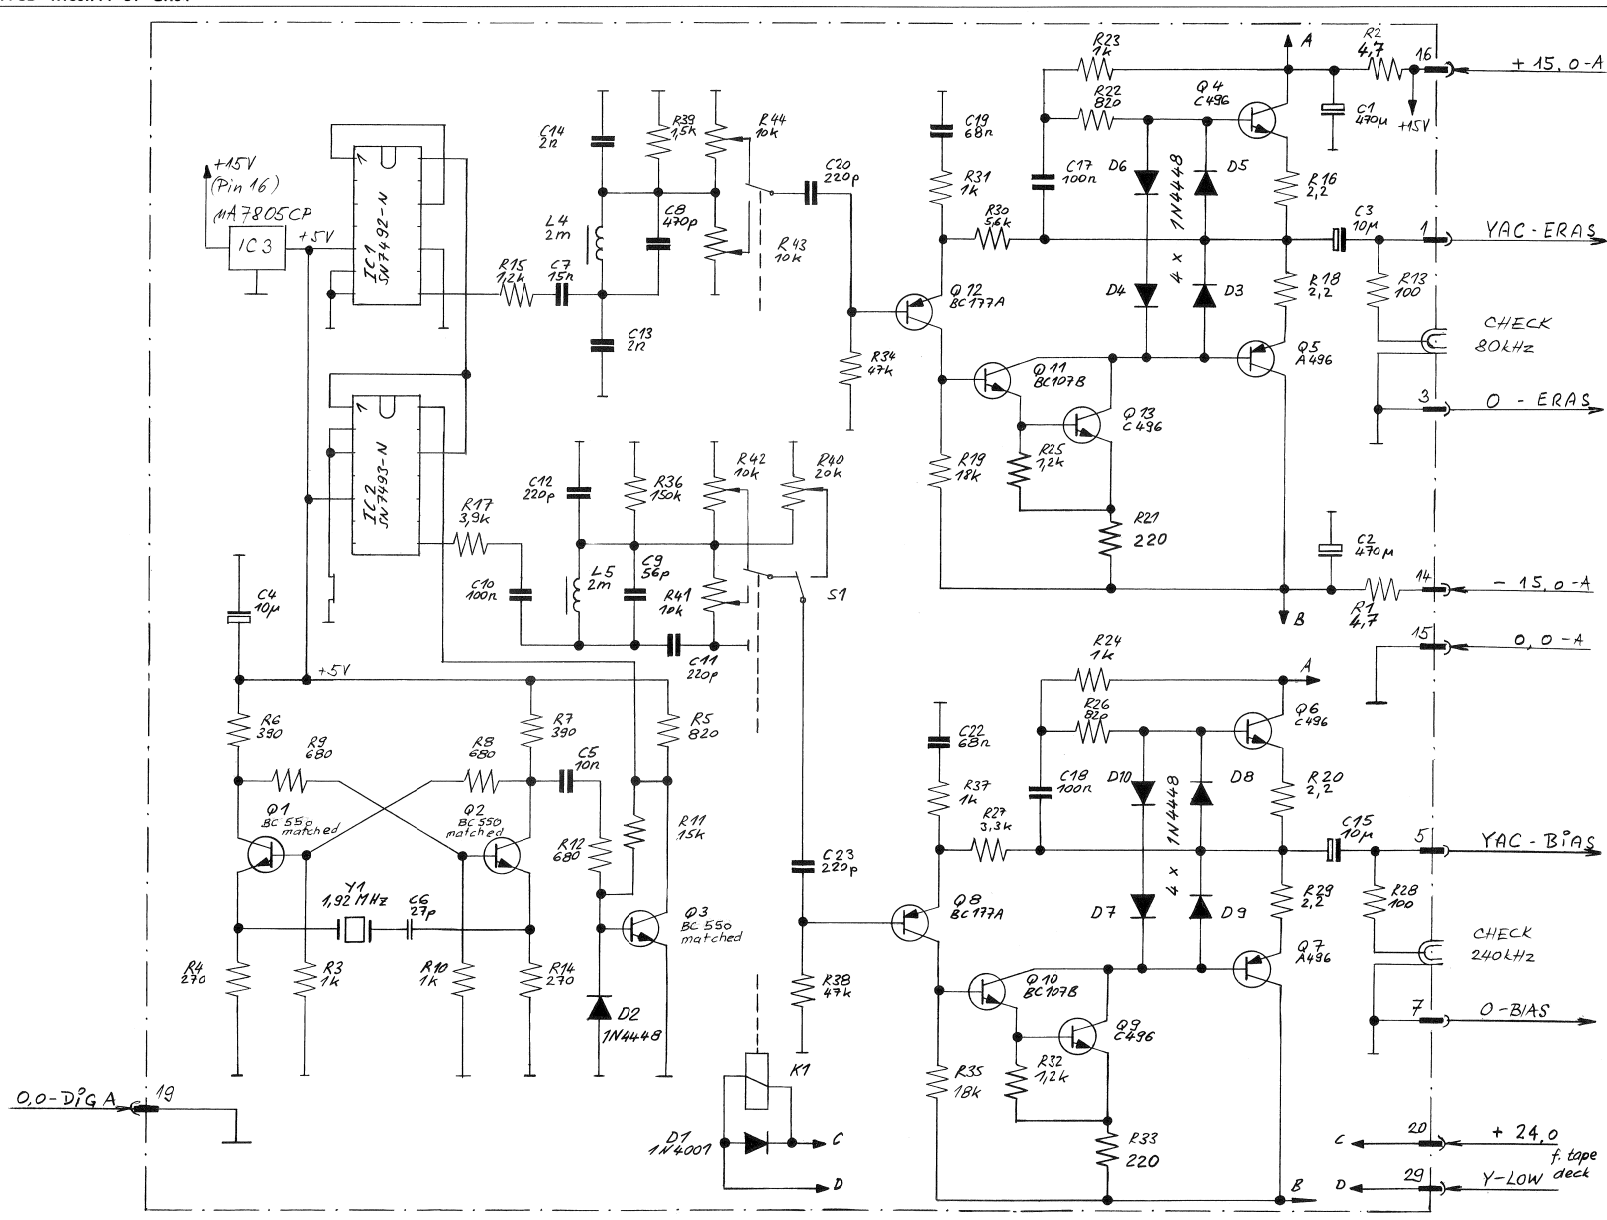 R23
1k
A
R2
4,7
16
+15,0-A
R22
820
Q4
C496
C1
470µ
+15V
C14
2n
R39
1,5k
R44
10k
C19
68n
+15V
(Pin 16)
µA7805CP
IC3
+5V
1
IC1
SN7492-N
C20
220p
R31
1k
C17
100n
D6
1N4448
D5
R16
2,2
L4
2m
C8
470p
R43
10k
R30
5,6k
C3
10µ
1
YAC-ERAS
R15
1,2k
C7
15n
4 x
D4
D3
R18
2,2
R13
100
Q12
BC177A
C13
2n
CHECK
80kHz
R34
47k
Q11
BC107B
Q5
A496
1
IC2
SN7493-N
Q13
C496
3
0 - ERAS
C12
220p
R36
150k
R42
10k
R40
20k
R19
18k
R25
1,2k
R17
3,9k
R21
220
C2
470µ
C10
100n
L5
2m
C9
56p
R41
10k
S1
14
-15,0-A
R1
4,7
B
C4
10µ
C11
220p
15
0,0-A
+5V
R24
1k
A
R6
390
R9
680
R8
680
R7
390
C5
10n
R5
820
R26
820
Q6
C496
C22
68n
R37
1k
C18
100n
D10
1N4448
D8
R20
2,2
Q1
BC 550
matched
Q2
BC 550
matched
R12
680
R11
15k
R27
3,3k
C15
10µ
5
YAC-BIAS
C23
220p
4 x
Y1
1,92 MHz
C6
27p
Q3
BC 550
matched
Q8
BC177A
D7
D9
R29
2,2
R28
100
CHECK
240kHz
Q7
A496
R4
270
R3
1k
R10
1k
R14
270
R38
47k
Q10
BC107B
D2
1N4448
Q9
C496
7
0-BIAS
K1
R35
18k
R32
1,2k
0,0-DIGA
19
D1
1N4001
C
D
R33
220
C
20
+ 24,0
f. tape
deck
B
D
29
Y-LOW